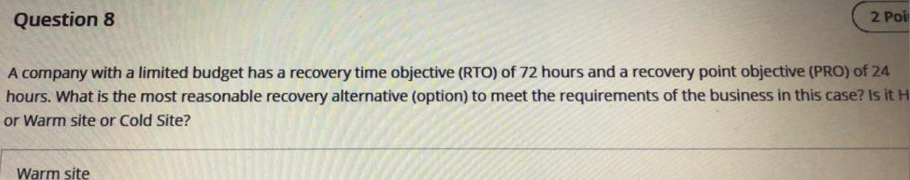 Question 8
2 Poi
A company with a limited budget has a recovery time objective (RTO) of 72 hours and a recovery point objective (PRO) of 24
hours. What is the most reasonable recovery alternative (option) to meet the requirements of the business in this case? Is it H
or Warm site or Cold Site?
Warm site